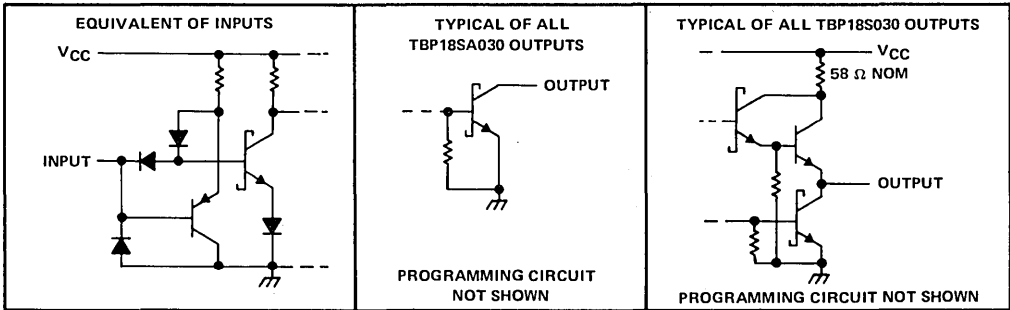 EQUIVALENT OF INPUTS
VCC
INPUT
TYPICAL OF ALL
TBP18SA030 OUTPUTS
OUTPUT
PROGRAMMING CIRCUIT
NOT SHOWN
TYPICAL OF ALL TBP18S030 OUTPUTS
VCC
58 Ω NOM
OUTPUT
PROGRAMMING CIRCUIT NOT SHOWN